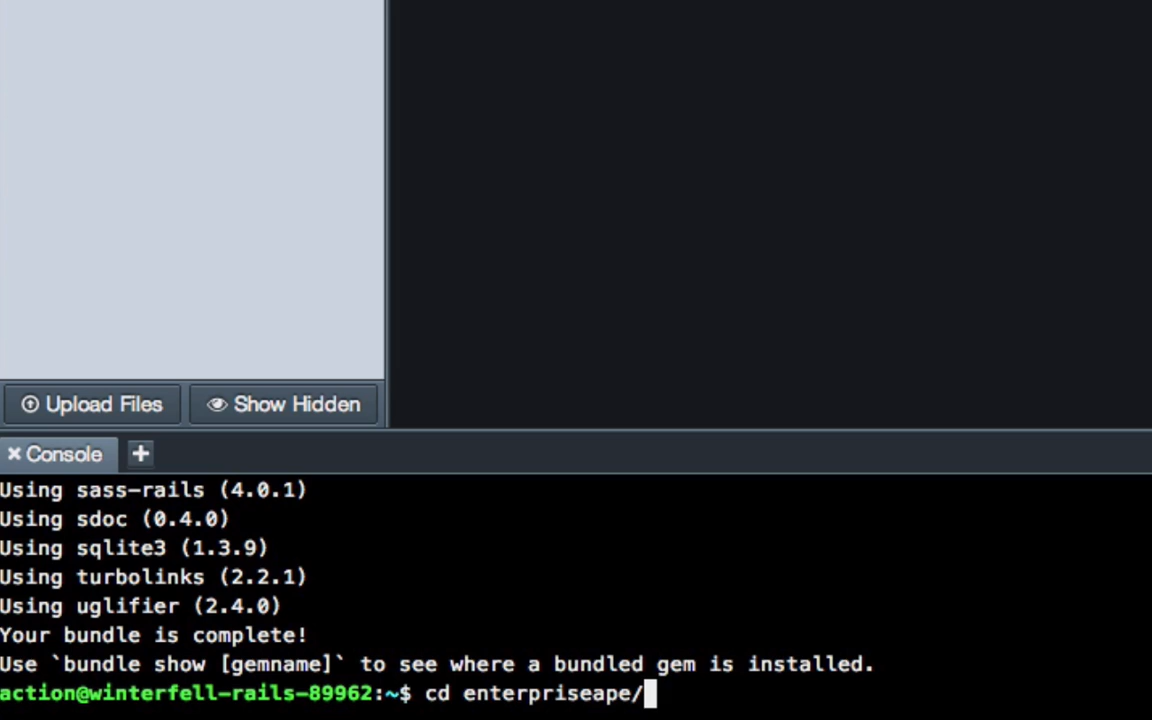 Upload Files Show Hidden
Console
Using sass-rails (4.0.1)
Using sdoc (0.4.0)
Using sqlite3 (1.3.9)
Using turbolinks (2.2.1)
Using uglifier (2.4.0)
Your bundle is complete!
Use `bundle show [gemname]` to see where a bundled gem is installed.
action@winterfell-rails-89962:~$ cd enterpriseape/